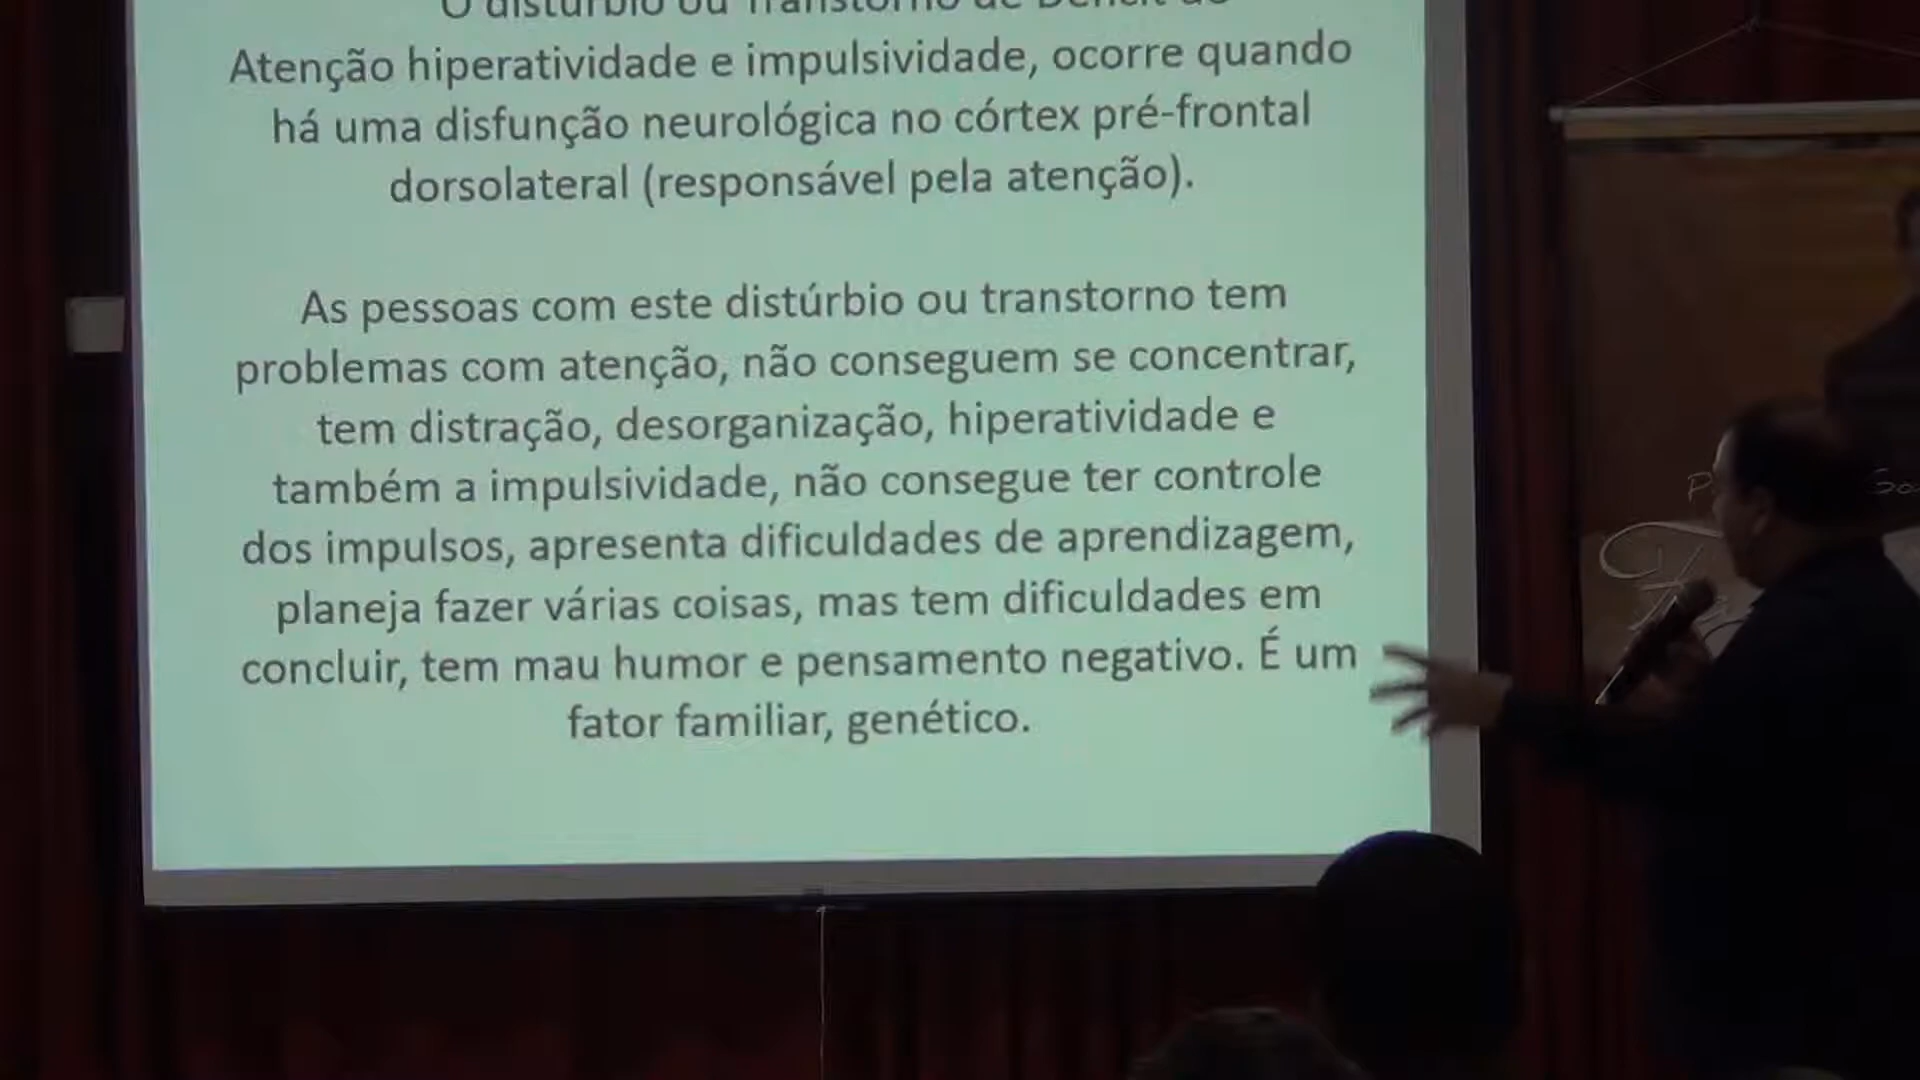 O distúrbio ou Transtorno de Déficit de
Atenção hiperatividade e impulsividade, ocorre quando
há uma disfunção neurológica no córtex pré-frontal
dorsolateral (responsável pela atenção).
As pessoas com este distúrbio ou transtorno tem
problemas com atenção, não conseguem se concentrar,
tem distração, desorganização, hiperatividade e
também a impulsividade, não consegue ter controle
dos impulsos, apresenta dificuldades de aprendizagem,
planeja fazer várias coisas, mas tem dificuldades em
concluir, tem mau humor e pensamento negativo. É um
fator familiar, genético.